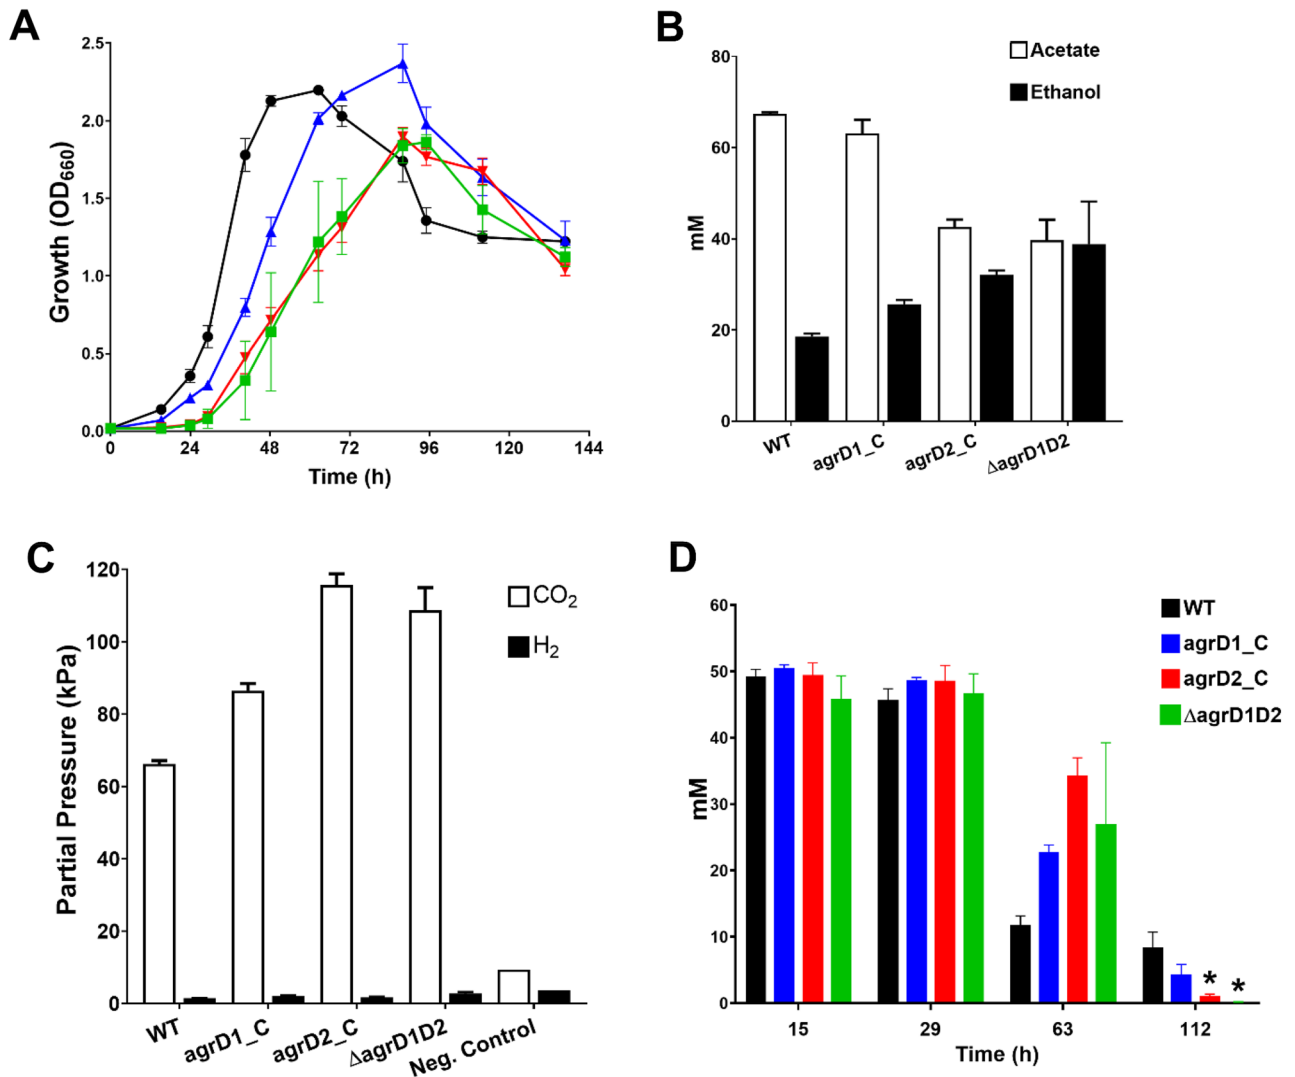 A
Growth (OD660)
2.5
2.0
1.5
1.0
0.5
0.0
0
24
48
72
96
120
144
Time (h)
B
Acetate
Ethanol
mM
80
60
40
20
0
WT
agrD1_C
agrD2_C
ΔagrD1D2
C
CO2
H2
Partial Pressure (kPa)
120
100
80
60
40
20
0
WT
agrD1_C
agrD2_C
ΔagrD1D2
Neg. Control
D
WT
agrD1_C
agrD2_C
ΔagrD1D2
mM
60
50
40
30
20
10
0
* *
15
29
63
112
Time (h)